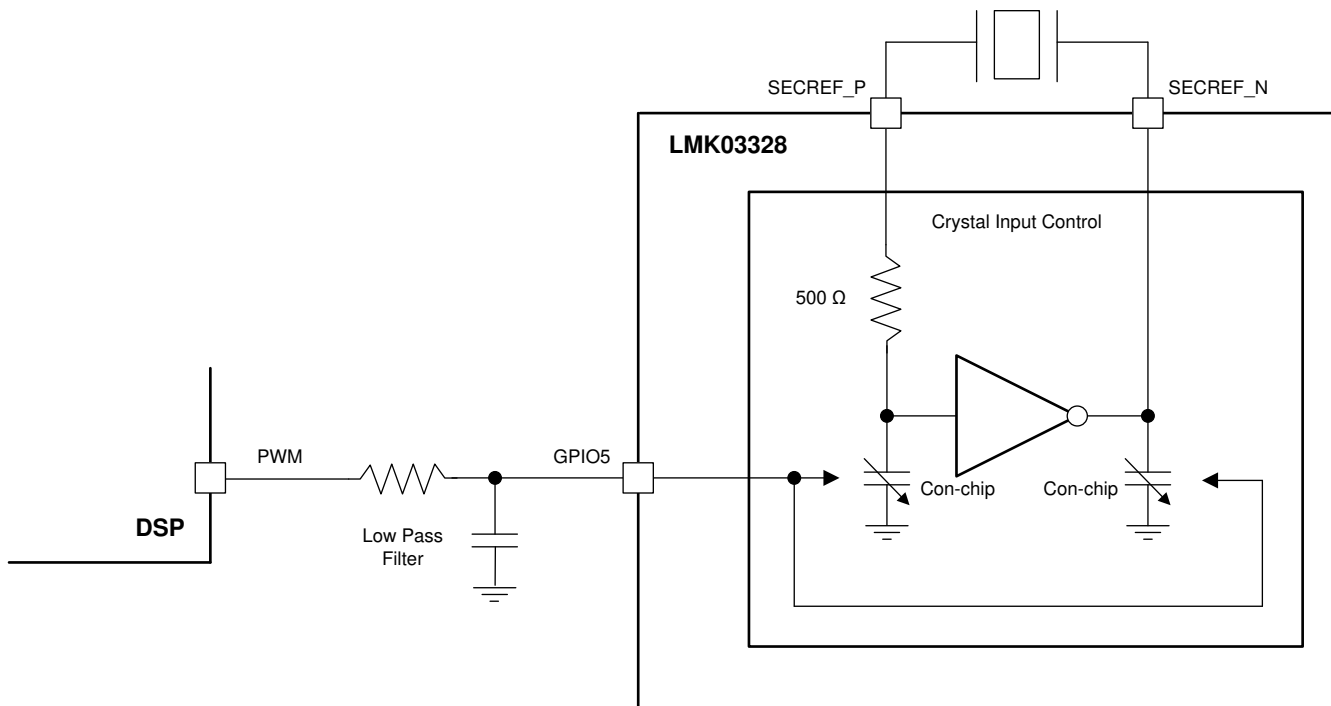 SECREF_P
SECREF_N
LMK03328
Crystal Input Control
500 Ω
PWM
GPIO5
Con-chip
Con-chip
DSP
Low Pass
Filter